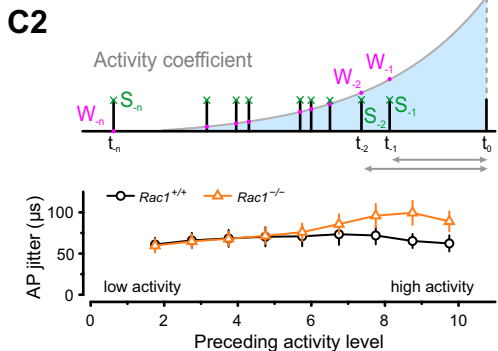 C2
Activity coefficient
W-1
W-2
S-n
W-n
S-2
S-1
t-n
t-2
t-1
t0
Rac1+/+
Rac1−/−
AP jitter (µs)
100
50
0
low activity
high activity
0
2
4
6
8
10
Preceding activity level